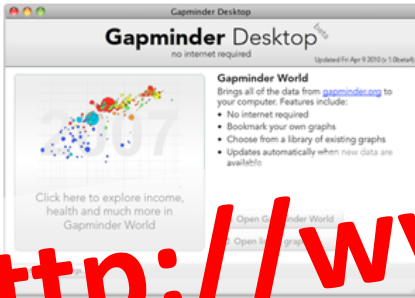 Gapminder Desktop
Gapminder Desktop beta
no internet required
Updated Fri Apr 9 2010 (v 1.0beta4)
2007
Click here to explore income,
health and much more in
Gapminder World
Gapminder World
Brings all of the data from gapminder.org to
your computer. Features include:
• No internet required
• Bookmark your own graphs
• Choose from a library of existing graphs
• Updates automatically when new data are
available
Open Gapminder World
Open
ttp://w